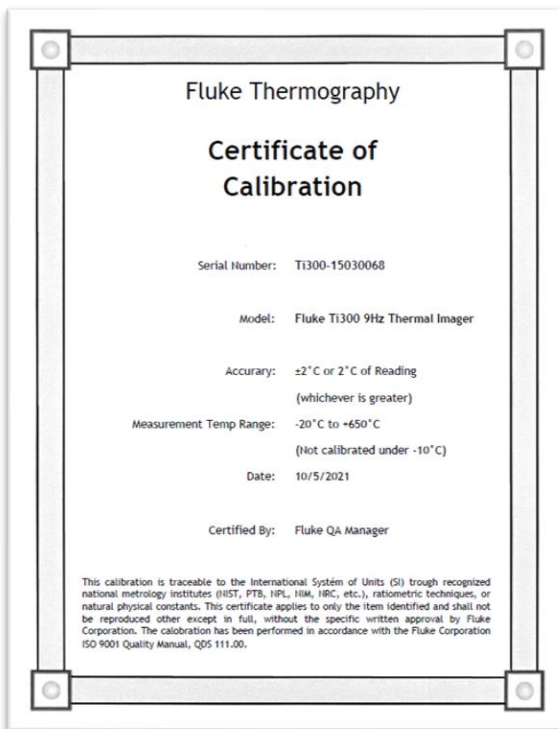 Fluke Thermography
Certificate of
Calibration
Serial Number: Ti300-15030068
Model: Fluke Ti300 9Hz Thermal Imager
Accurary: ±2°C or 2°C of Reading
(whichever is greater)
Measurement Temp Range: -20°C to +650°C
(Not calibrated under -10°C)
Date: 10/5/2021
Certified By: Fluke QA Manager
This calibration is traceable to the International Systém of Units (SI) trough recognized
national metrology institutes (NIST, PTB, NPL, NIM, NRC, etc.), ratiometric techniques, or
natural physical constants. This certificate applies to only the item identified and shall not
be reproduced other except in full, without the specific written approval by Fluke
Corporation. The calobration has been performed in accordance with the Fluke Corporation
ISO 9001 Quality Manual, QDS 111.00.